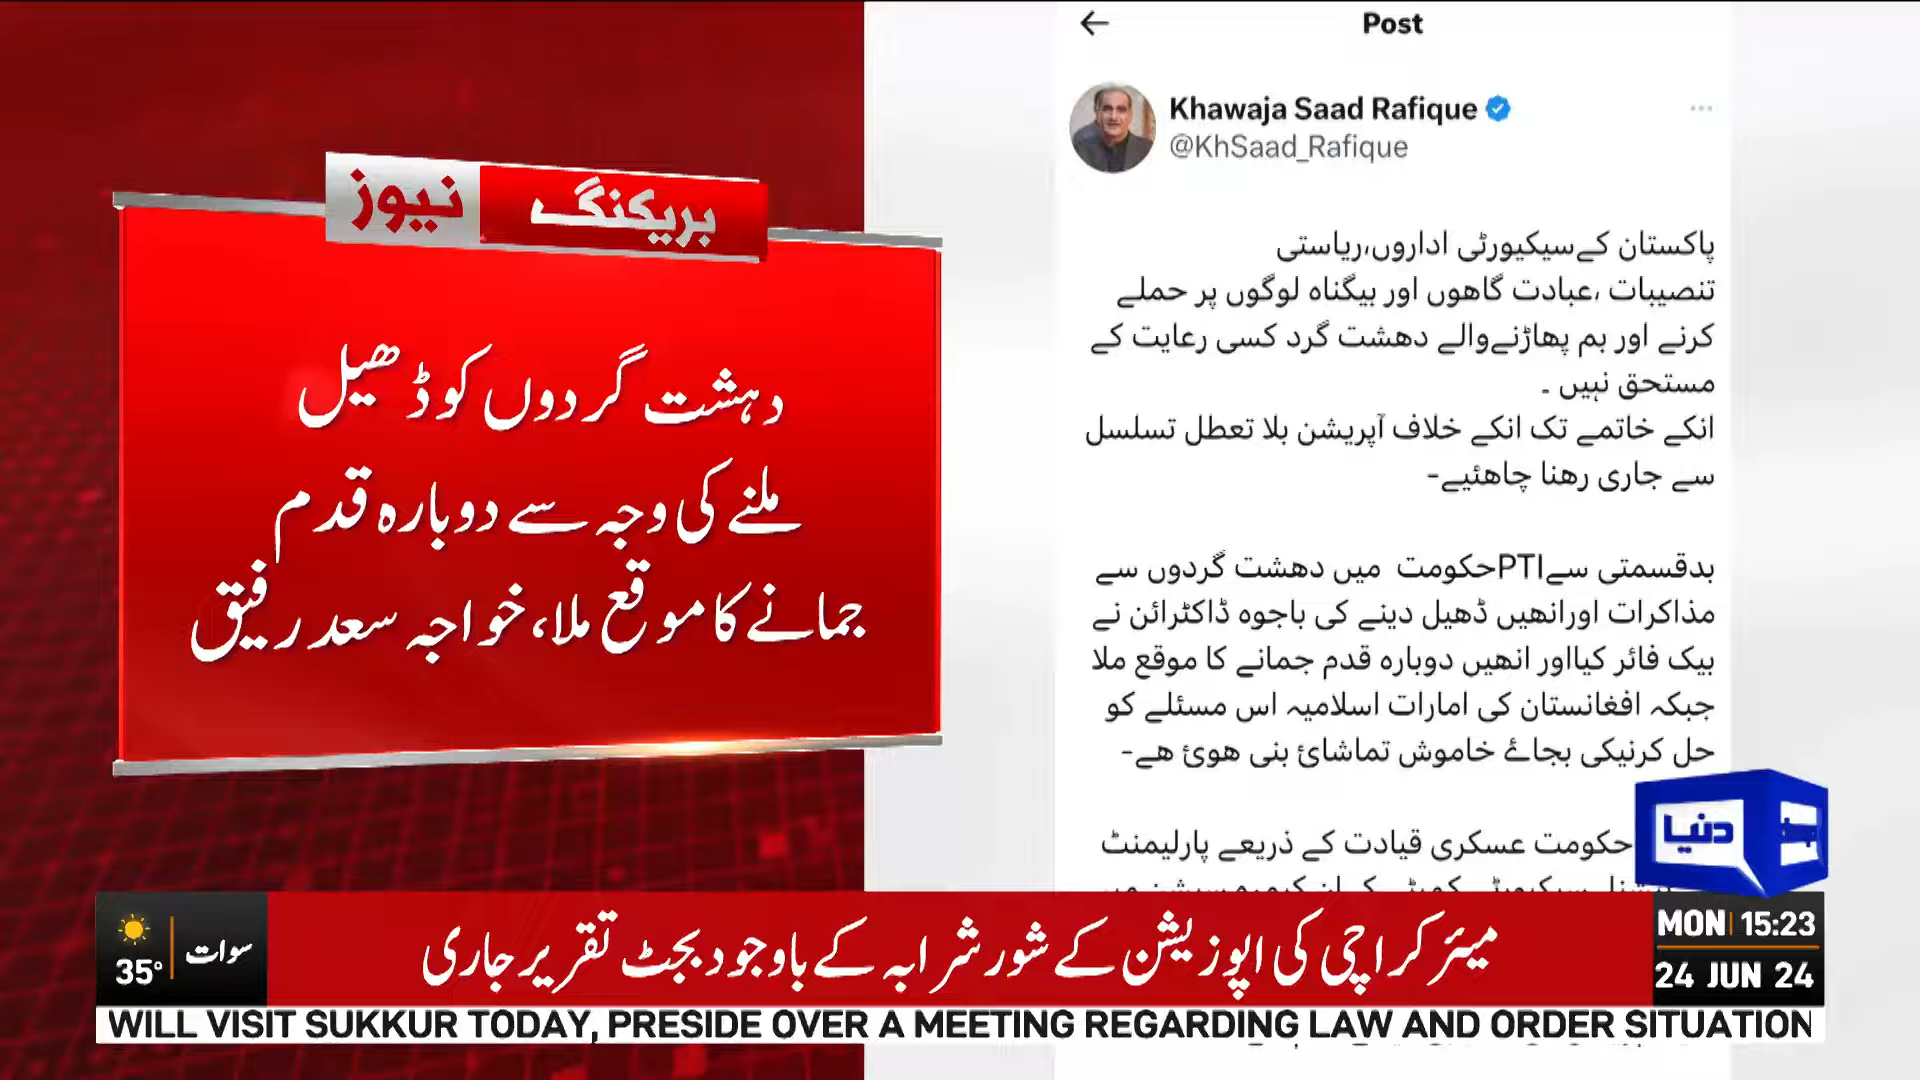 بریکنگ نیوز
دہشت گردوں کو ڈھیل
ملنے کی وجہ سے دوبارہ قدم
جمانے کا موقع ملا، خواجہ سعد رفیق
Post
Khawaja Saad Rafique
@KhSaad_Rafique
پاکستان کےسیکیورٹی اداروں،ریاستی
تنصیبات ،عبادت گاھوں اور بیگناہ لوگوں پر حملے
کرنے اور بم پھاڑنےوالے دھشت گرد کسی رعایت کے
مستحق نہیں ۔
انکے خاتمے تک انکے خلاف آپریشن بلا تعطل تسلسل
سے جاری رھنا چاھئیے-
بدقسمتی سےPTIحکومت میں دھشت گردوں سے
مذاکرات اورانھیں ڈھیل دینے کی باجوہ ڈاکٹرائن نے
بیک فائر کیااور انھیں دوبارہ قدم جمانے کا موقع ملا
جبکہ افغانستان کی امارات اسلامیہ اس مسئلے کو
حل کرنیکی بجائے خاموش تماشائ بنی ھوئ ھے-
حکومت عسکری قیادت کے ذریعے پارلیمنٹ
دنیا
سوات
35°
میئر کراچی کی اپوزیشن کے شور شرابہ کے باوجود بجٹ تقریر جاری
MON 15:23
24 JUN 24
WILL VISIT SUKKUR TODAY, PRESIDE OVER A MEETING REGARDING LAW AND ORDER SITUATION